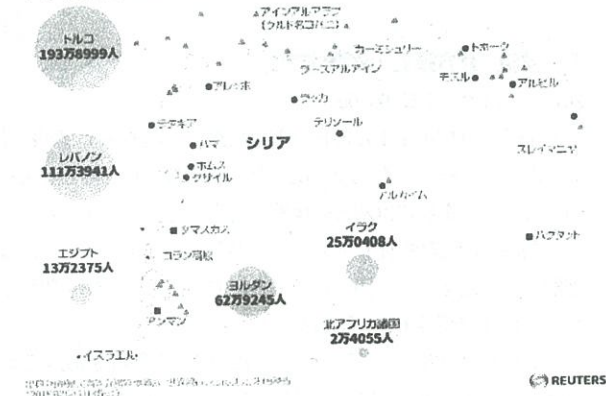 トルコ
193万8999人
アインアルアラブ
(クルド名コバニ)
カーミシュリー
ラースアルアイン
アレッポ
ラッカ
モスル
アルビル
ラタキア
ハマ
シリア
デリゾール
スレイマニヤ
レバノン
111万3941人
ホムス
クサイル
アルカイム
ダマスカス
ゴラン高原
イラク
25万0408人
バグダッド
エジプト
13万2375人
ヨルダン
62万9245人
アンマン
北アフリカ諸国
2万4055人
イスラエル
REUTERS